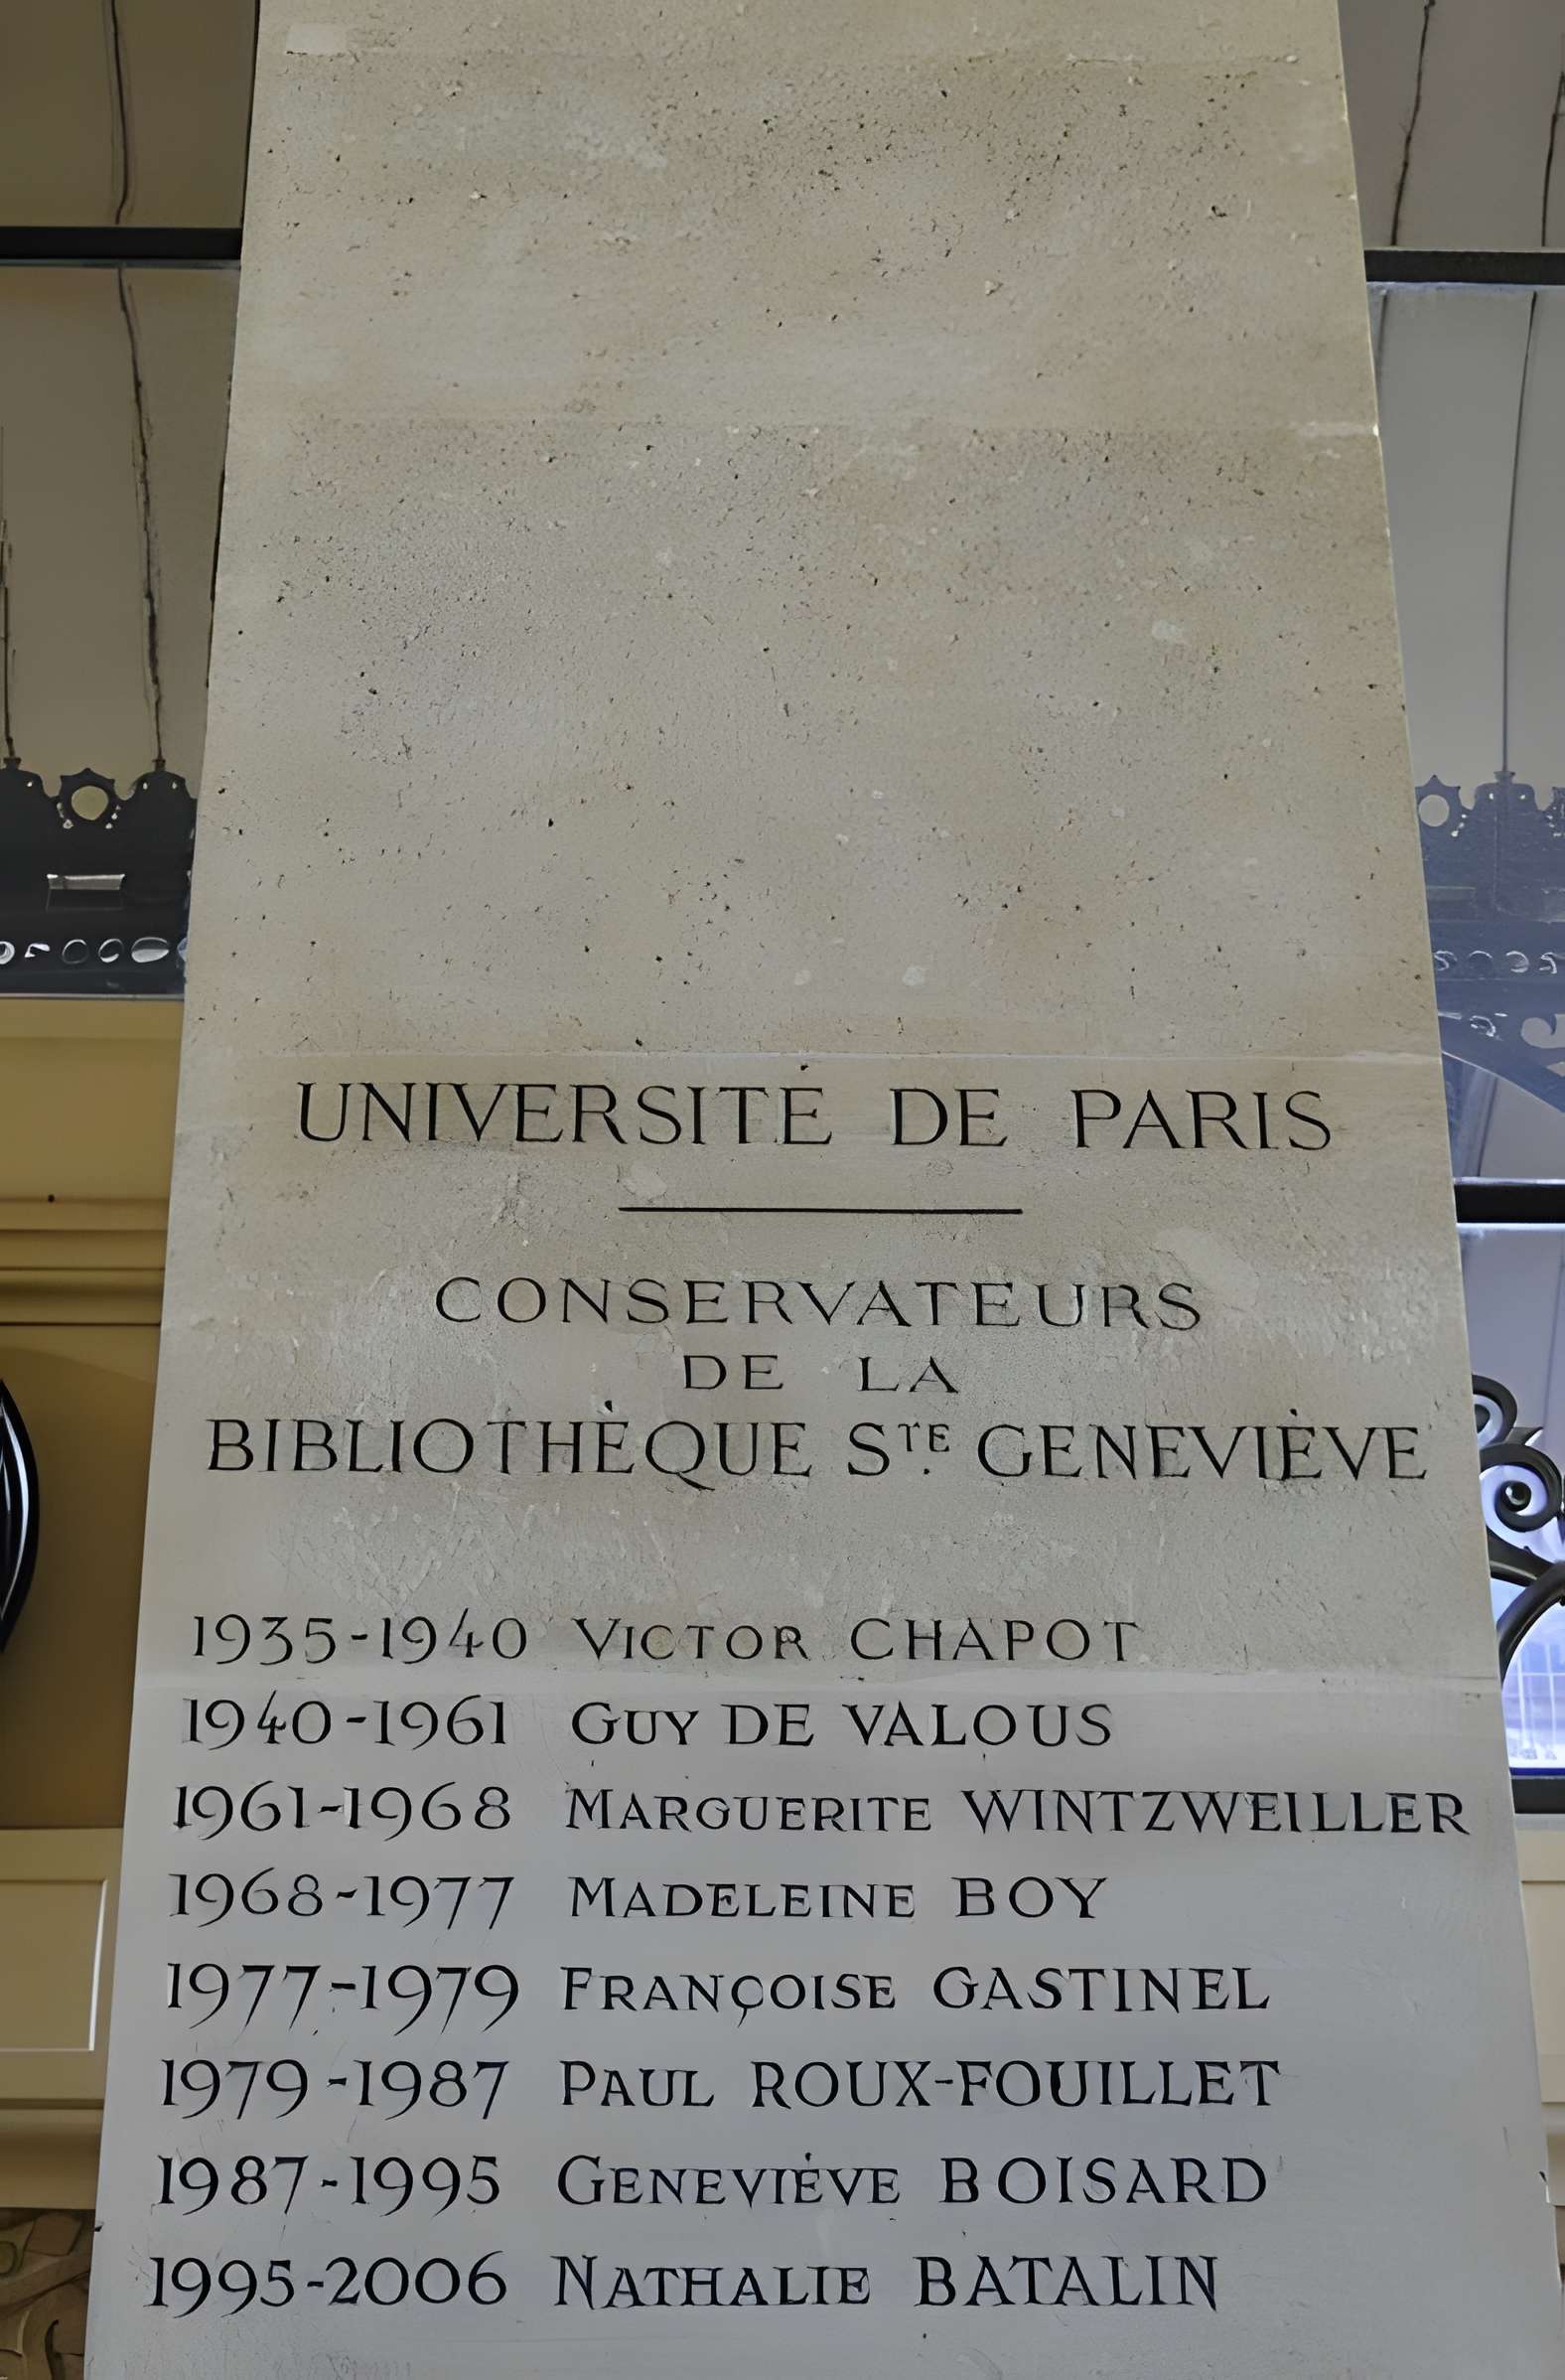 UNIVERSITÉ DE PARIS
CONSERVATEURS
DE LA
BIBLIOTHÈQUE STE. GENEVIÈVE
1935-1940 VICTOR CHAPOT
1940-1961 GUY DE VALOUS
1961-1968 MARGUERITE WINTZWEILLER
1968-1977 MADELEINE BOY
1977-1979 FRANÇOISE GASTINEL
1979-1987 PAUL ROUX-FOUILLET
1987-1995 GENEVIÈVE BOISARD
1995-2006 NATHALIE BATALIN